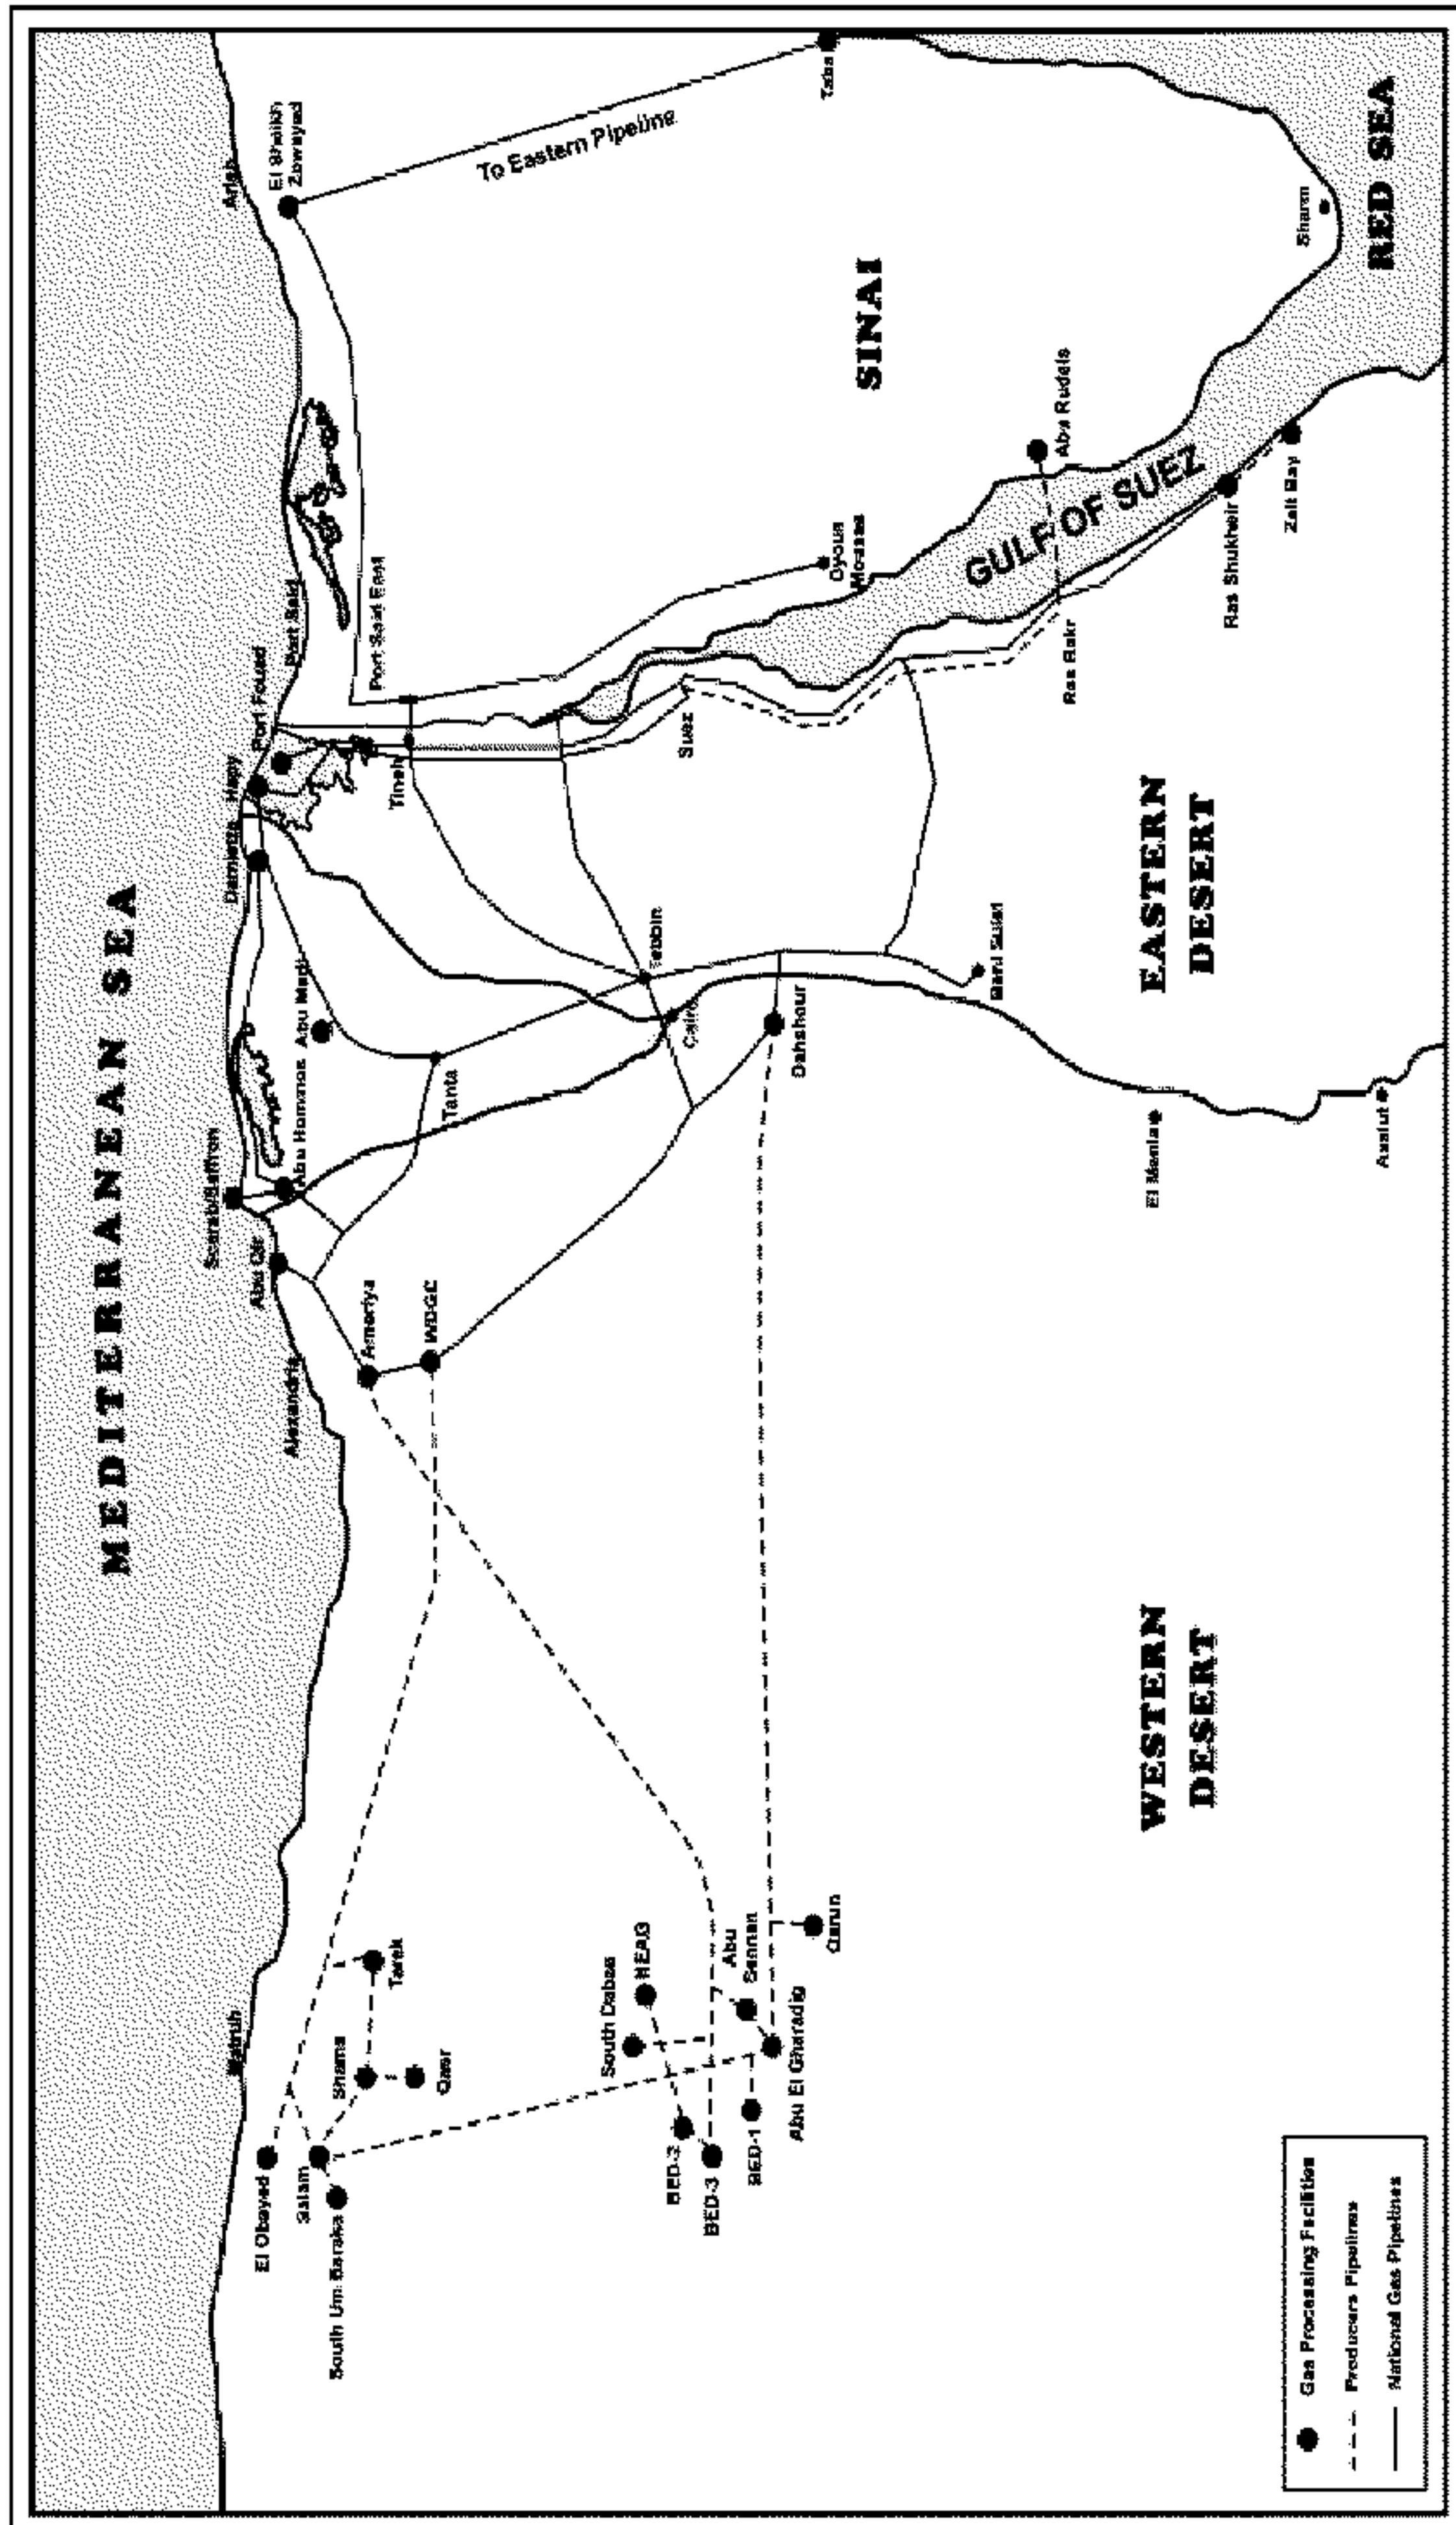 MEDITERRANEAN SEA
Matruh
El Obayed
Salam
South Um Baraka
Shams
Qasr
Tarek
South Dabaa
NEAG
BED-2
BED-3
BED-1
Abu
Sennan
Abu El Gharadig
Qarun
Alexandria
Abu Qir
Ameriya
WDGC
Abu Hommos
Abu Madi
Tanta
Damietta
Hapy
Port Fouad
Port Said
Port Said East
Tineh
Arish
El Sheikh
Zowayed
To Eastern Pipeline
Taba
Cairo
Tebbin
Dahshour
Suez
Oyoun
Mousa
Beni Suief
SINAI
GULF OF SUEZ
Abu Rudeis
Ras Bakr
Ras Shukheir
Zeit Bay
Sharm
RED SEA
El Menia
Assiut
WESTERN
DESERT
EASTERN
DESERT
Gas Processing Facilities
Producers Pipelines
National Gas Pipelines